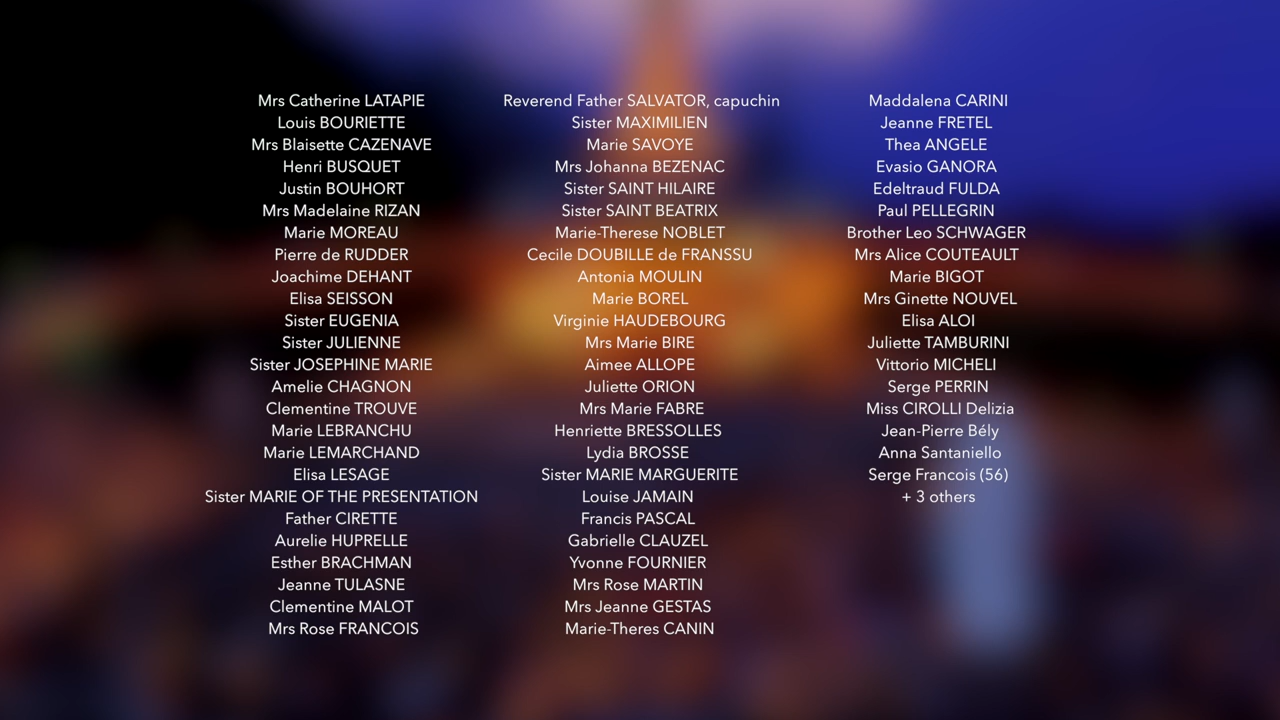 Mrs Catherine LATAPIE
Louis BOURIETTE
Mrs Blaisette CAZENAVE
Henri BUSQUET
Justin BOUHORT
Mrs Madelaine RIZAN
Marie MOREAU
Pierre de RUDDER
Joachime DEHANT
Elisa SEISSON
Sister EUGENIA
Sister JULIENNE
Sister JOSEPHINE MARIE
Amelie CHAGNON
Clementine TROUVE
Marie LEBRANCHU
Marie LEMARCHAND
Elisa LESAGE
Sister MARIE OF THE PRESENTATION
Father CIRETTE
Aurelie HUPRELLE
Esther BRACHMAN
Jeanne TULASNE
Clementine MALOT
Mrs Rose FRANCOIS
Reverend Father SALVATOR, capuchin
Sister MAXIMILIEN
Marie SAVOYE
Mrs Johanna BEZENAC
Sister SAINT HILAIRE
Sister SAINT BEATRIX
Marie-Therese NOBLET
Cecile DOUBILLE de FRANSSU
Antonia MOULIN
Marie BOREL
Virginie HAUDEBOURG
Mrs Marie BIRE
Aimee ALLOPE
Juliette ORION
Mrs Marie FABRE
Henriette BRESSOLLES
Lydia BROSSE
Sister MARIE MARGUERITE
Louise JAMAIN
Francis PASCAL
Gabrielle CLAUZEL
Yvonne FOURNIER
Mrs Rose MARTIN
Mrs Jeanne GESTAS
Marie-Theres CANIN
Maddalena CARINI
Jeanne FRETEL
Thea ANGELE
Evasio GANORA
Edeltraud FULDA
Paul PELLEGRIN
Brother Leo SCHWAGER
Mrs Alice COUTEAULT
Marie BIGOT
Mrs Ginette NOUVEL
Elisa ALOI
Juliette TAMBURINI
Vittorio MICHELI
Serge PERRIN
Miss CIROLLI Delizia
Jean-Pierre Bély
Anna Santaniello
Serge Francois (56)
+ 3 others